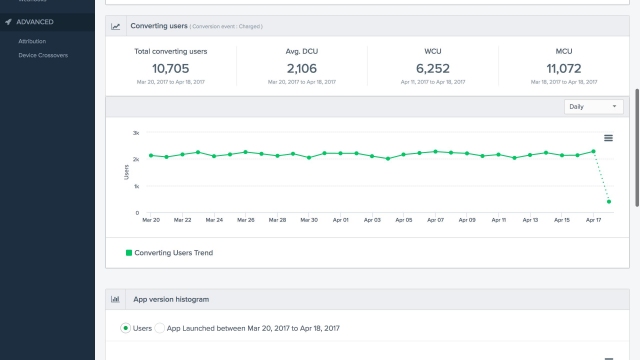 ADVANCED
Attribution
Device Crossovers
Converting users ( Conversion event : Charged )
Total converting users
10,705
Mar 20, 2017 to Apr 18, 2017
Avg. DCU
2,106
Mar 20, 2017 to Apr 18, 2017
WCU
6,252
Apr 11, 2017 to Apr 18, 2017
MCU
11,072
Mar 18, 2017 to Apr 18, 2017
Daily
3k
2k
1k
0
Users
Mar 20 Mar 22 Mar 24 Mar 26 Mar 28 Mar 30 Apr 01 Apr 03 Apr 05 Apr 07 Apr 09 Apr 11 Apr 13 Apr 15 Apr 17
Converting Users Trend
App version histogram
Users App Launched between Mar 20, 2017 to Apr 18, 2017